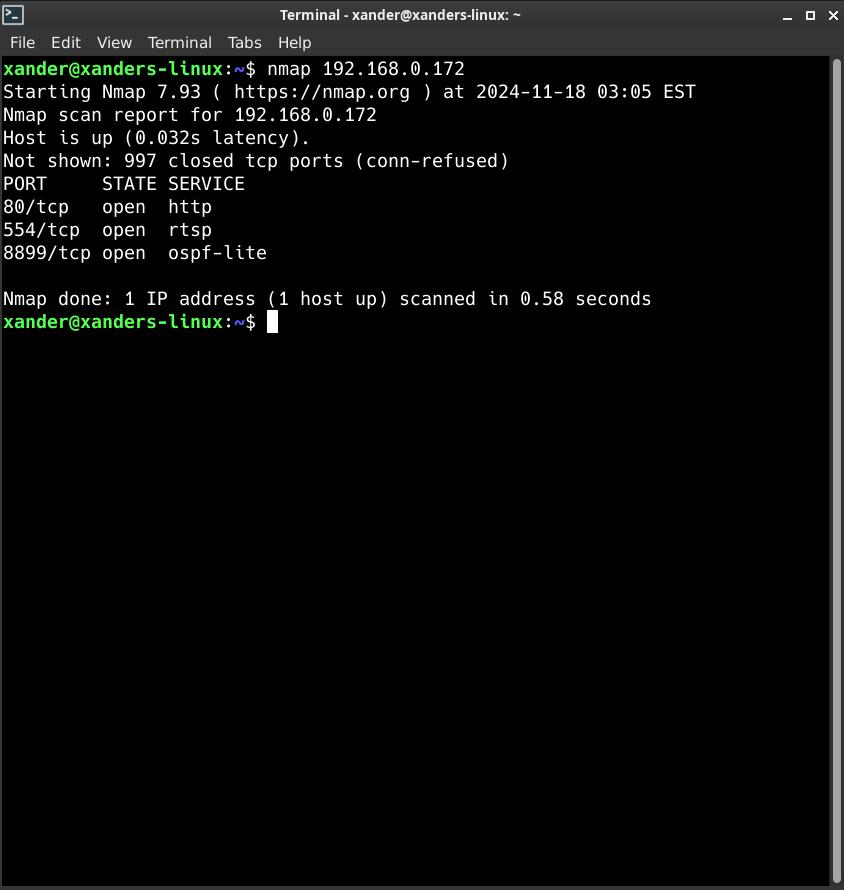 Terminal - xander@xanders-linux: ~
File Edit View Terminal Tabs Help
xander@xanders-linux:~$ nmap 192.168.0.172
Starting Nmap 7.93 ( https://nmap.org ) at 2024-11-18 03:05 EST
Nmap scan report for 192.168.0.172
Host is up (0.032s latency).
Not shown: 997 closed tcp ports (conn-refused)
PORT     STATE SERVICE
80/tcp   open  http
554/tcp  open  rtsp
8899/tcp open  ospf-lite

Nmap done: 1 IP address (1 host up) scanned in 0.58 seconds
xander@xanders-linux:~$